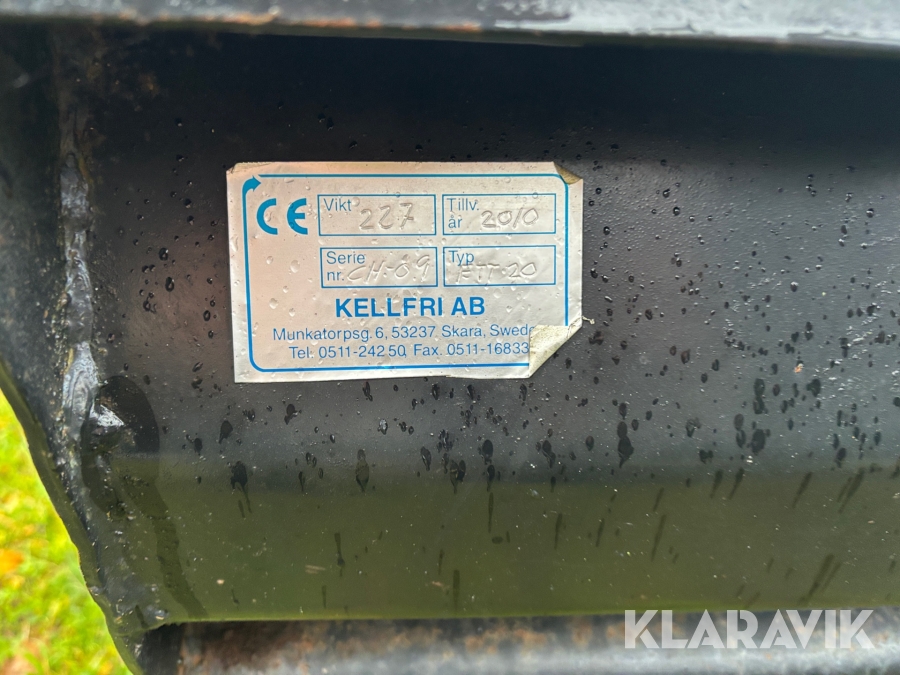 CE
Vikt 227
Tillv. år 2010
Serie nr. CH-09
Typ FTT-20
KELLFRI AB
Munkatorpsg. 6, 53237 Skara, Swed
Tel. 0511-242 50, Fax. 0511-16833
KLARAVIK